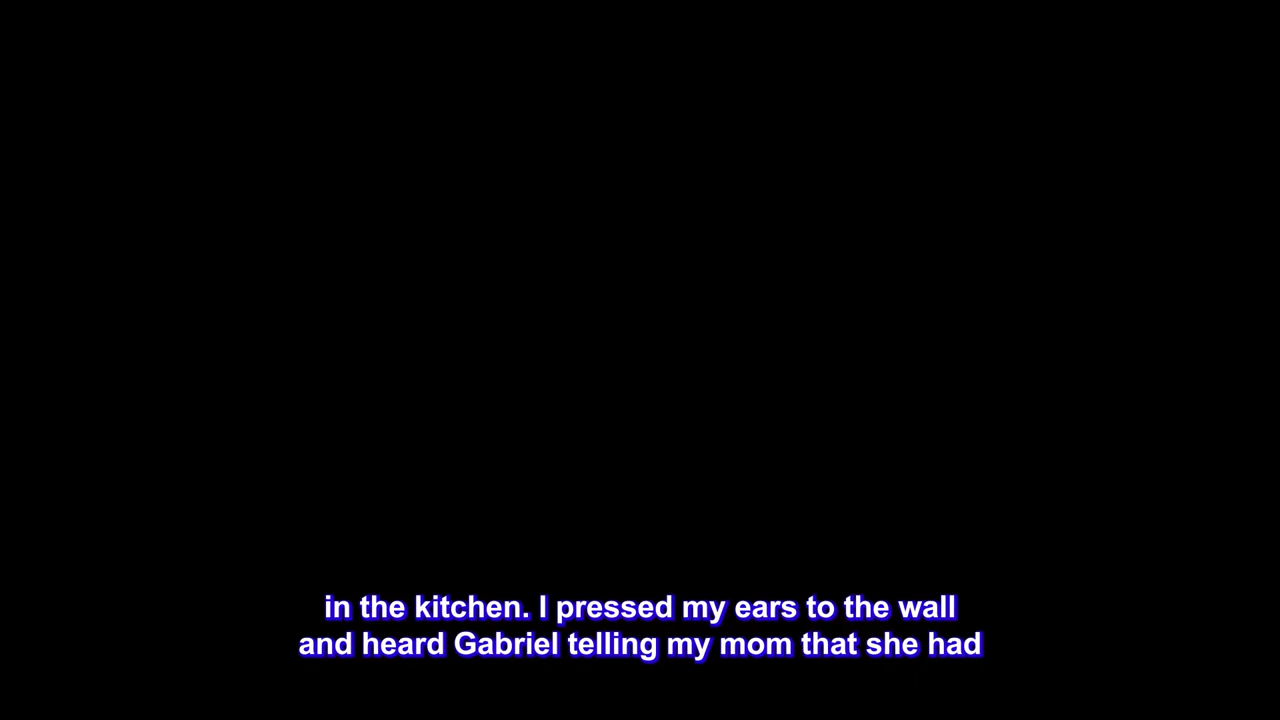 in the kitchen. I pressed my ears to the wall
and heard Gabriel telling my mom that she had